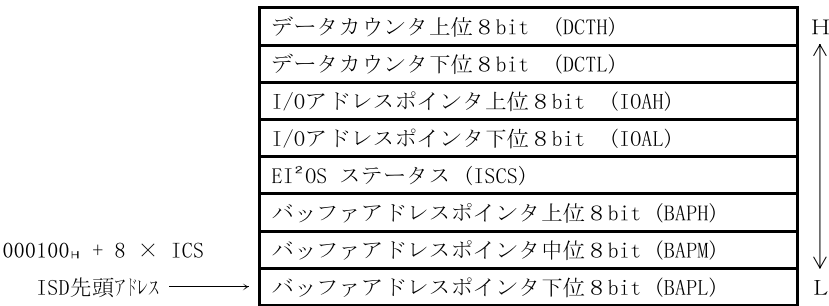 データカウンタ上位８bit （DCTH） H
データカウンタ下位８bit （DCTL）
I/Oアドレスポインタ上位８bit （IOAH）
I/Oアドレスポインタ下位８bit （IOAL）
EI²OS ステータス（ISCS）
バッファアドレスポインタ上位８bit（BAPH）
000100H + 8 × ICS バッファアドレスポインタ中位８bit（BAPM）
ISD先頭ｱﾄﾞﾚｽ バッファアドレスポインタ下位８bit（BAPL） L